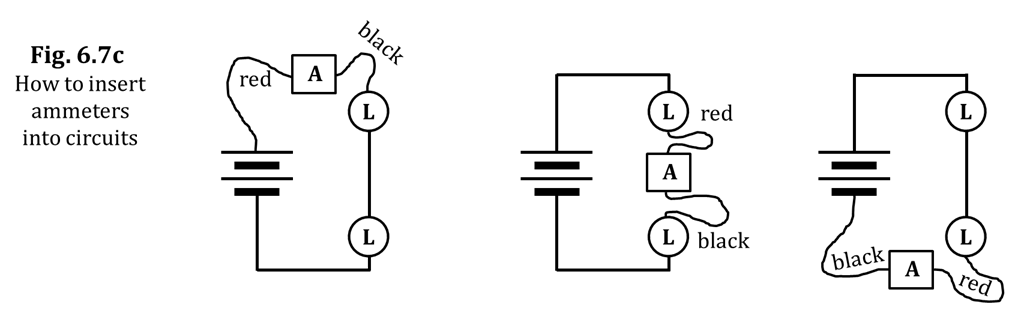 Fig. 6.7c
How to insert
ammeters
into circuits
red
A
black
L
L
L
red
A
L
black
L
L
black
A
red